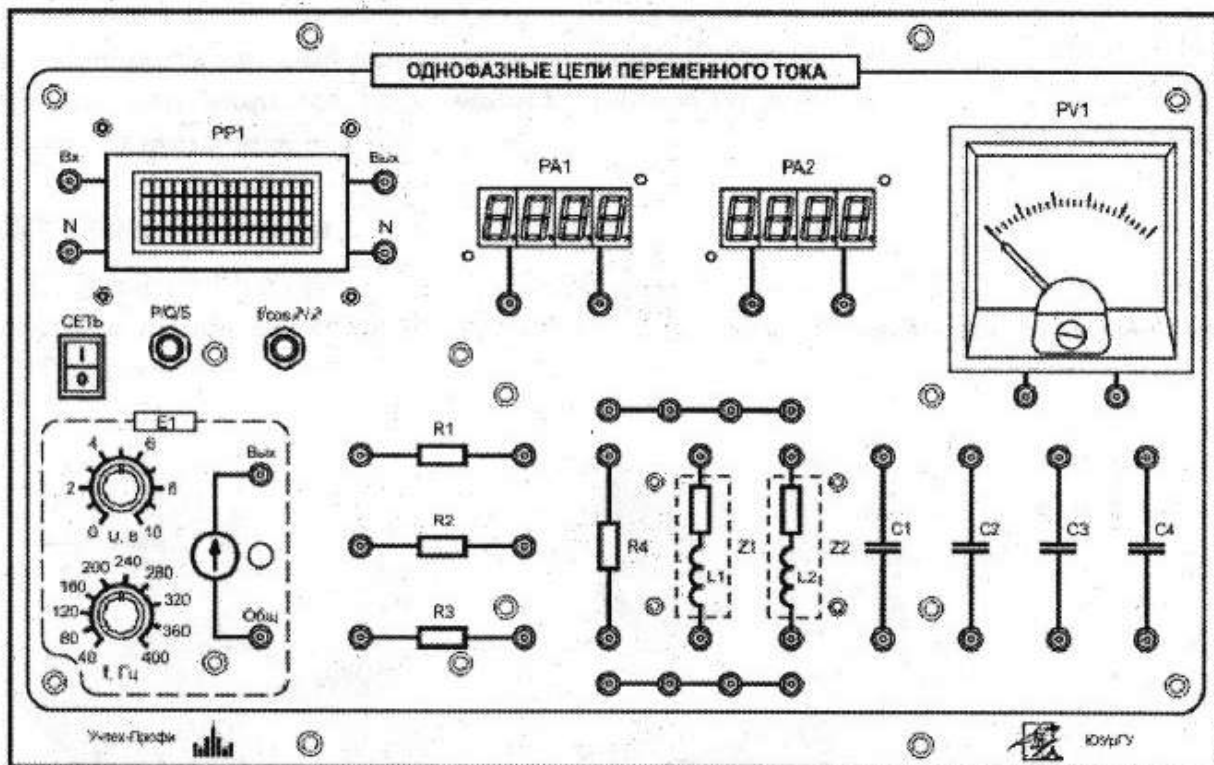 ОДНОФАЗНЫЕ ЦЕПИ ПЕРЕМЕННОГО ТОКА
PP1
PV1
Вх
Вых
PA1
PA2
N
N
СЕТЬ
P/Q/S
I
0
E1
4
6
2
8
0
U, В
10
Вых
200
240
280
160
320
120
360
80
40
400
f, Гц
Общ
R1
R2
R3
R4
L1
Z1
L2
Z2
C1
C2
C3
C4
Учтех-Профи
ЮУрГУ